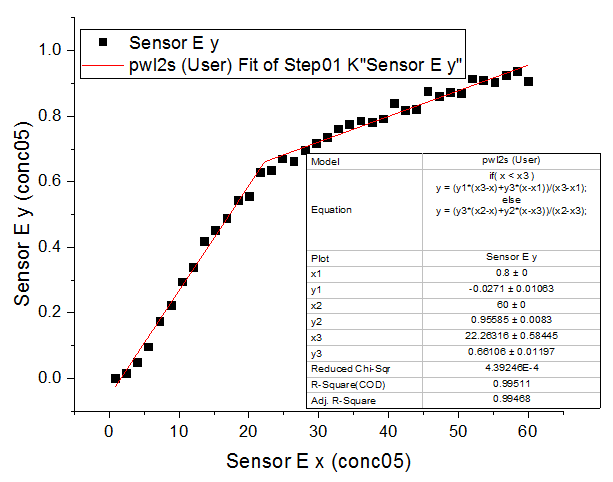 Sensor E y
pwl2s (User) Fit of Step01 K"Sensor E y"
1.0
0.8
0.6
0.4
0.2
0.0
Sensor E y (conc05)
Model pwl2s (User)
Equation if( x < x3 )
y = (y1*(x3-x)+y3*(x-x1))/(x3-x1);
else
y = (y3*(x2-x)+y2*(x-x3))/(x2-x3);
Plot Sensor E y
x1 0.8 ± 0
y1 -0.0271 ± 0.01063
x2 60 ± 0
y2 0.95585 ± 0.0083
x3 22.26316 ± 0.58445
y3 0.66106 ± 0.01197
Reduced Chi-Sqr 4.39246E-4
R-Square(COD) 0.99511
Adj. R-Square 0.99468
0 10 20 30 40 50 60
Sensor E x (conc05)